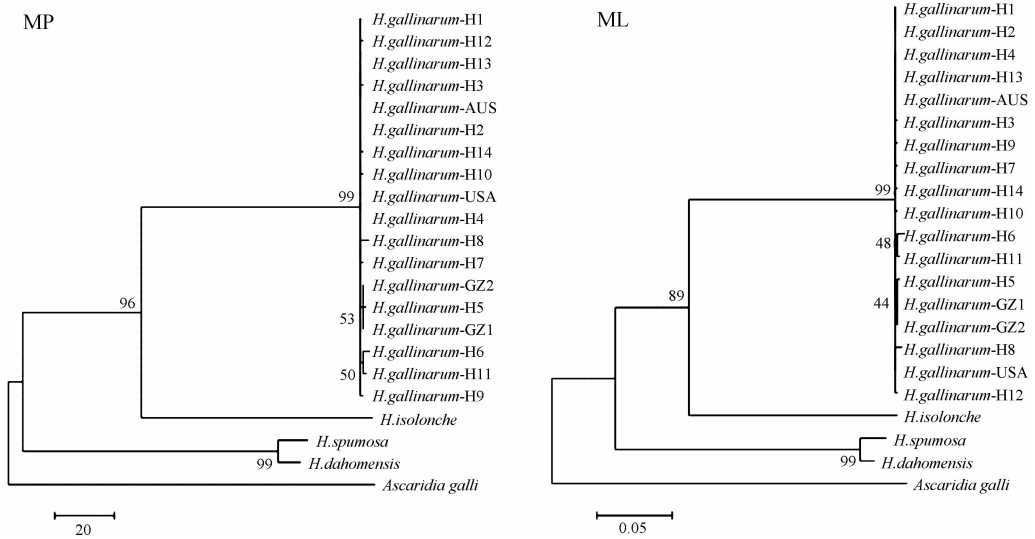 MP
H.gallinarum-H1
H.gallinarum-H12
H.gallinarum-H13
H.gallinarum-H3
H.gallinarum-AUS
H.gallinarum-H2
H.gallinarum-H14
H.gallinarum-H10
99
H.gallinarum-USA
H.gallinarum-H4
H.gallinarum-H8
H.gallinarum-H7
H.gallinarum-GZ2
96
H.gallinarum-H5
53
H.gallinarum-GZ1
H.gallinarum-H6
50
H.gallinarum-H11
H.gallinarum-H9
H.isolonche
H.spumosa
99
H.dahomensis
Ascaridia galli
20
ML
H.gallinarum-H1
H.gallinarum-H2
H.gallinarum-H4
H.gallinarum-H13
H.gallinarum-AUS
H.gallinarum-H3
H.gallinarum-H9
H.gallinarum-H7
99
H.gallinarum-H14
H.gallinarum-H10
H.gallinarum-H6
48
H.gallinarum-H11
H.gallinarum-H5
89
44
H.gallinarum-GZ1
H.gallinarum-GZ2
H.gallinarum-H8
H.gallinarum-USA
H.gallinarum-H12
H.isolonche
H.spumosa
99
H.dahomensis
Ascaridia galli
0.05